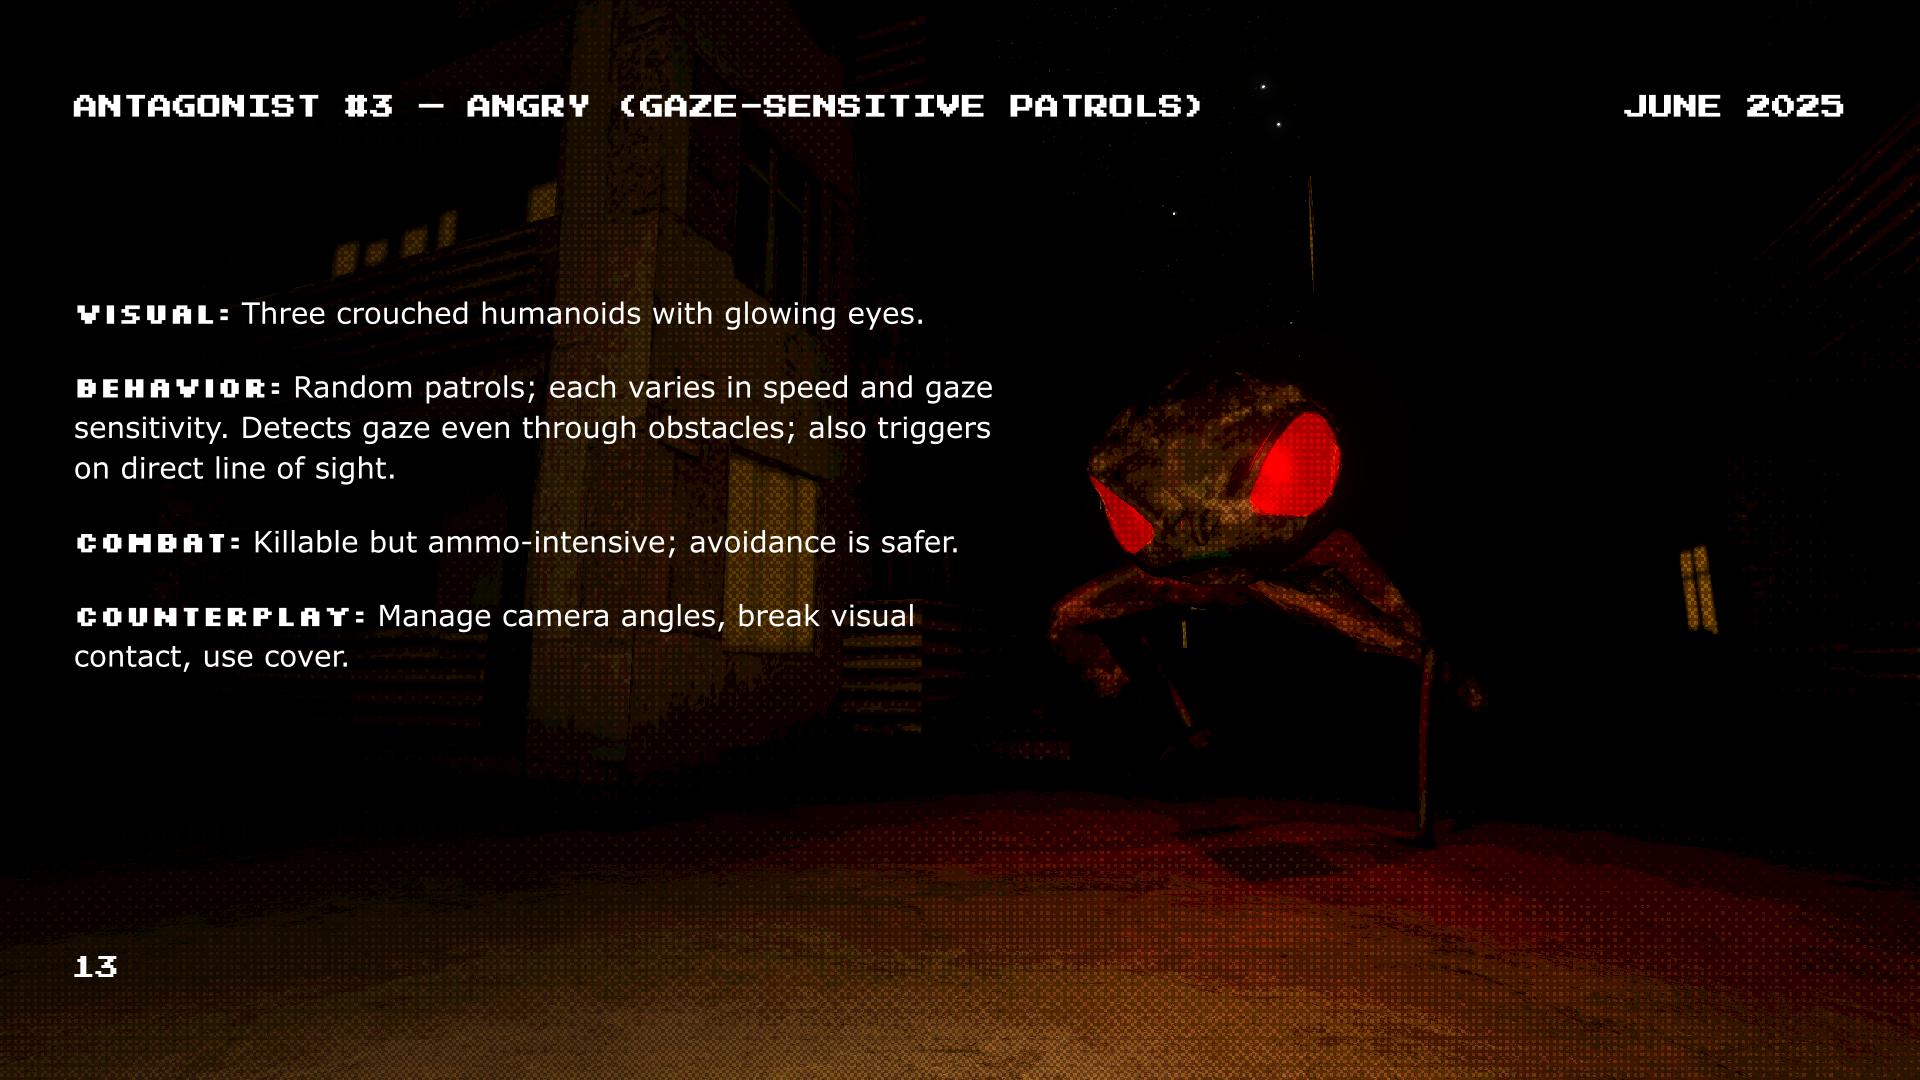 ANTAGONIST #3 — ANGRY (GAZE-SENSITIVE PATROLS)
JUNE 2025
VISUAL: Three crouched humanoids with glowing eyes.
BEHAVIOR: Random patrols; each varies in speed and gaze
sensitivity. Detects gaze even through obstacles; also triggers
on direct line of sight.
COMBAT: Killable but ammo-intensive; avoidance is safer.
COUNTERPLAY: Manage camera angles, break visual
contact, use cover.
13